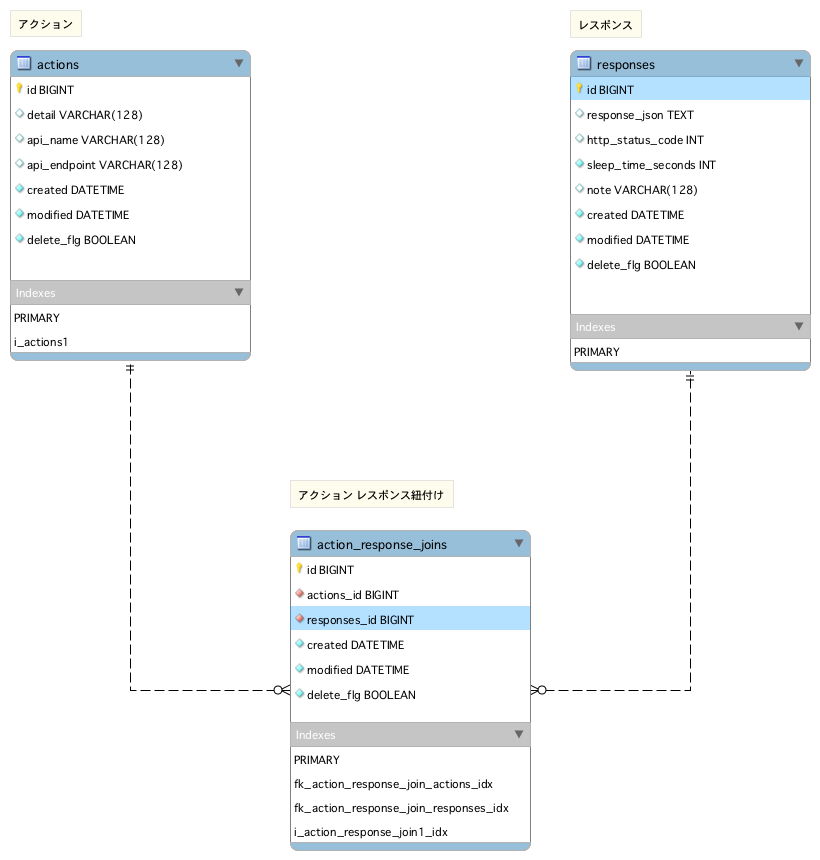 アクション
actions
id BIGINT
detail VARCHAR(128)
api_name VARCHAR(128)
api_endpoint VARCHAR(128)
created DATETIME
modified DATETIME
delete_flg BOOLEAN
Indexes
PRIMARY
i_actions1
レスポンス
responses
id BIGINT
response_json TEXT
http_status_code INT
sleep_time_seconds INT
note VARCHAR(128)
created DATETIME
modified DATETIME
delete_flg BOOLEAN
Indexes
PRIMARY
アクション レスポンス紐付け
action_response_joins
id BIGINT
actions_id BIGINT
responses_id BIGINT
created DATETIME
modified DATETIME
delete_flg BOOLEAN
Indexes
PRIMARY
fk_action_response_join_actions_idx
fk_action_response_join_responses_idx
i_action_response_join1_idx